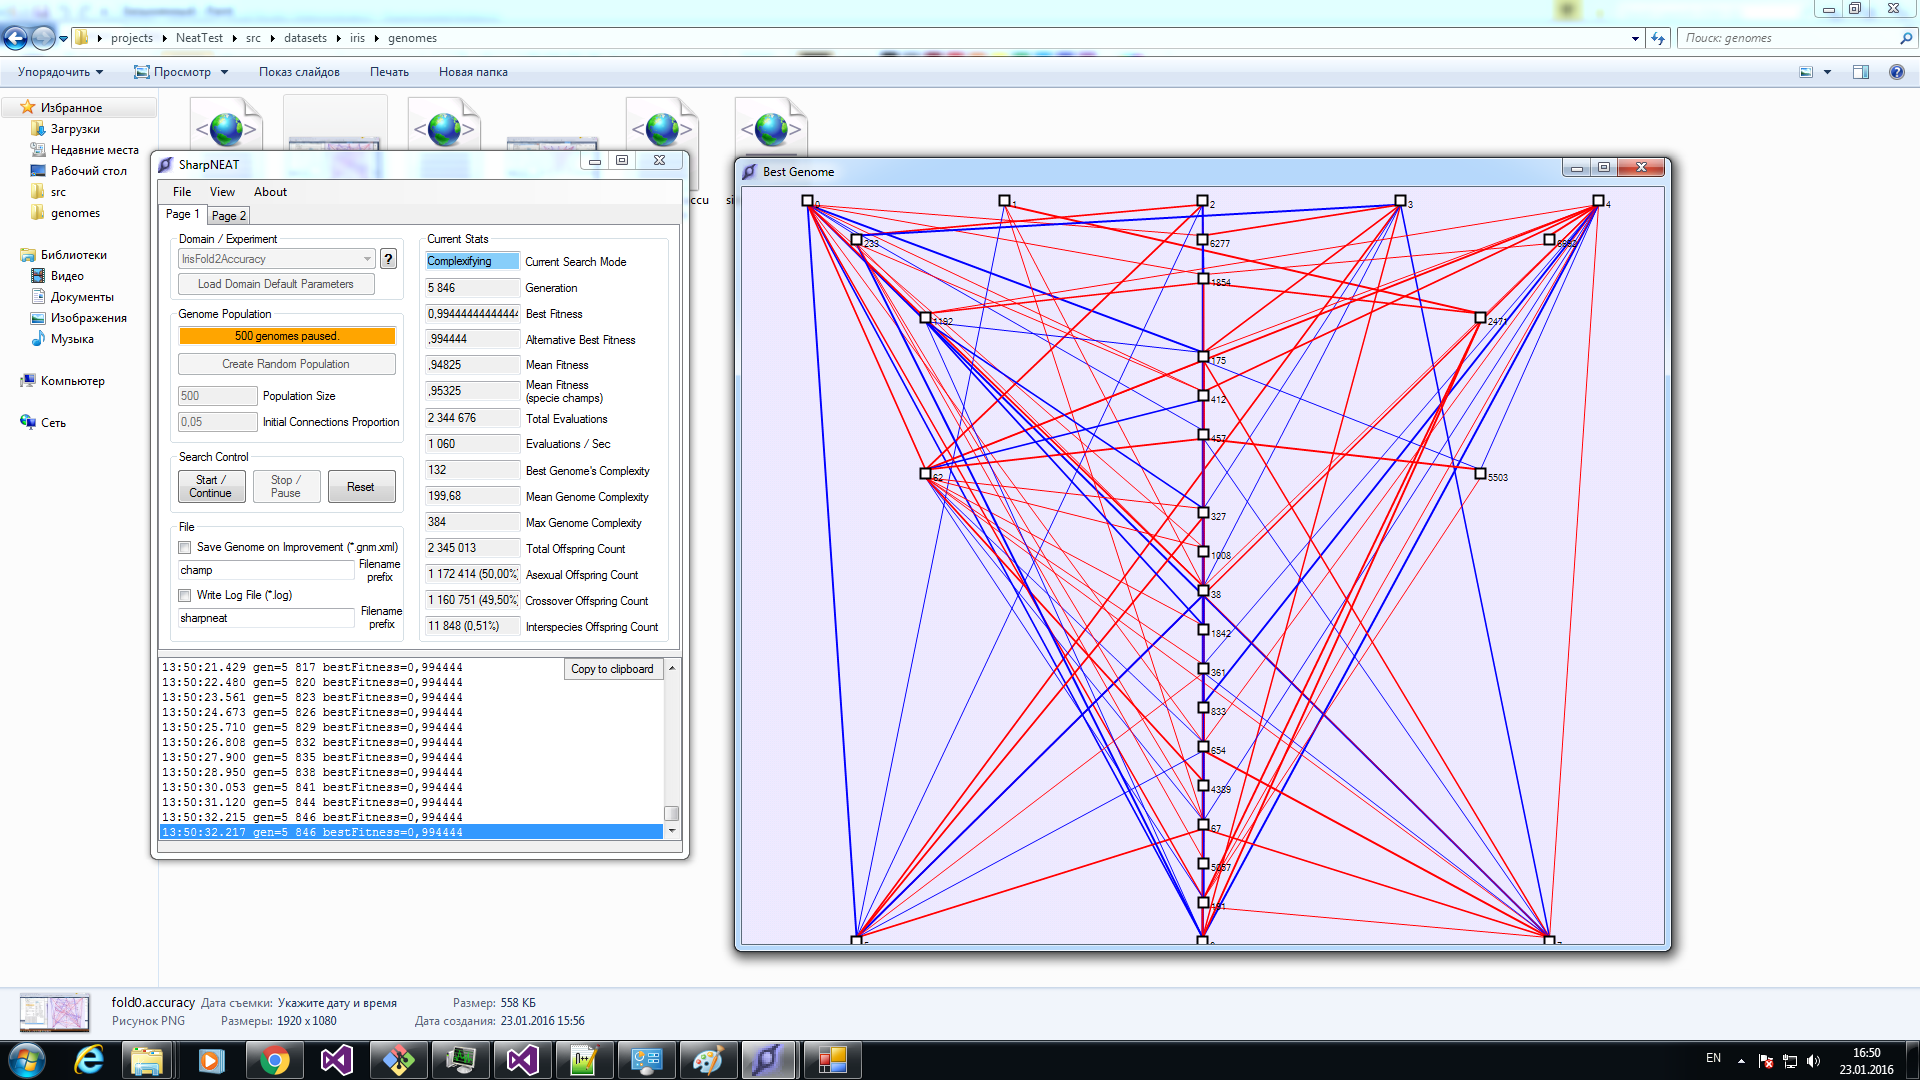 projects NeatTest src datasets iris genomes
Поиск: genomes
Упорядочить Просмотр Показ слайдов Печать Новая папка
Избранное
Загрузки
Недавние места
Рабочий стол
src
genomes
Библиотеки
Видео
Документы
Изображения
Музыка
Компьютер
Сеть
SharpNEAT
File View About
Page 1 Page 2
Domain / Experiment
IrisFold2Accuracy ?
Load Domain Default Parameters
Genome Population
500 genomes paused.
Create Random Population
500 Population Size
0,05 Initial Connections Proportion
Search Control
Start / Continue
Stop / Pause
Reset
File
Save Genome on Improvement (*.gnm.xml)
champ Filename prefix
Write Log File (*.log)
sharpneat Filename prefix
Current Stats
Complexifying Current Search Mode
5 846 Generation
0,99444444444444 Best Fitness
,994444 Alternative Best Fitness
,94825 Mean Fitness
,95325 Mean Fitness (specie champs)
2 344 676 Total Evaluations
1 060 Evaluations / Sec
132 Best Genome's Complexity
199,68 Mean Genome Complexity
384 Max Genome Complexity
2 345 013 Total Offspring Count
1 172 414 (50,00% Asexual Offspring Count
1 160 751 (49,50% Crossover Offspring Count
11 848 (0,51%) Interspecies Offspring Count
Copy to clipboard
13:50:21.429 gen=5 817 bestFitness=0,994444
13:50:22.480 gen=5 820 bestFitness=0,994444
13:50:23.561 gen=5 823 bestFitness=0,994444
13:50:24.673 gen=5 826 bestFitness=0,994444
13:50:25.710 gen=5 829 bestFitness=0,994444
13:50:26.808 gen=5 832 bestFitness=0,994444
13:50:27.900 gen=5 835 bestFitness=0,994444
13:50:28.950 gen=5 838 bestFitness=0,994444
13:50:30.053 gen=5 841 bestFitness=0,994444
13:50:31.120 gen=5 844 bestFitness=0,994444
13:50:32.215 gen=5 846 bestFitness=0,994444
13:50:32.217 gen=5 846 bestFitness=0,994444
ccu
si
Best Genome
0 1 2 3 4
233 6277
1854
1192 2471
175
412
457
62 5503
327
1008
38
1842
361
833
654
4389
67
fold0.accuracy Дата съемки: Укажите дату и время Размер: 558 КБ
Рисунок PNG Размеры: 1920 x 1080 Дата создания: 23.01.2016 15:56
EN
16:50
23.01.2016